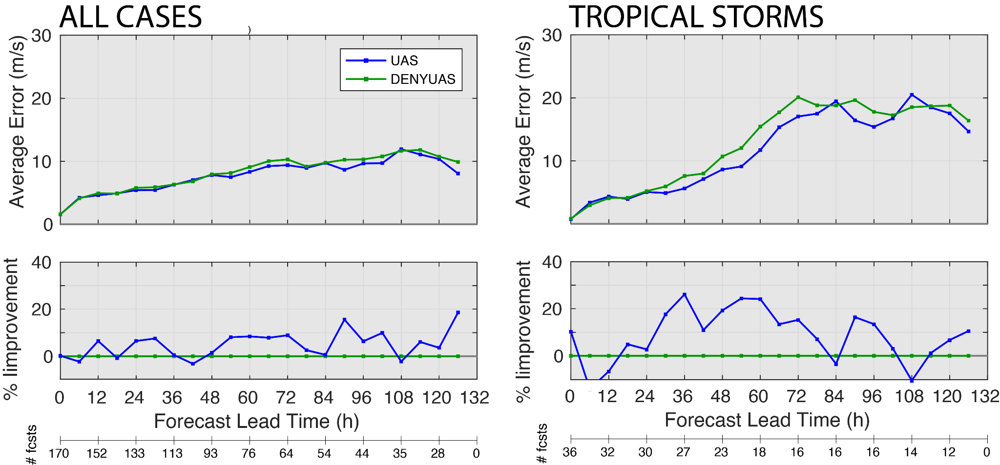 ALL CASES
)
30
20
10
0
Average Error (m/s)
UAS
DENYUAS
40
20
0
% Iimprovement
0 12 24 36 48 60 72 84 96 108 120 132
Forecast Lead Time (h)
# fcsts
170 152 133 113 93 76 64 54 44 35 28 0
TROPICAL STORMS
30
20
10
Average Error (m/s)
40
20
0
% Iimprovement
0 12 24 36 48 60 72 84 96 108 120 132
Forecast Lead Time (h)
# fcsts
36 32 30 27 23 18 16 16 16 14 12 0